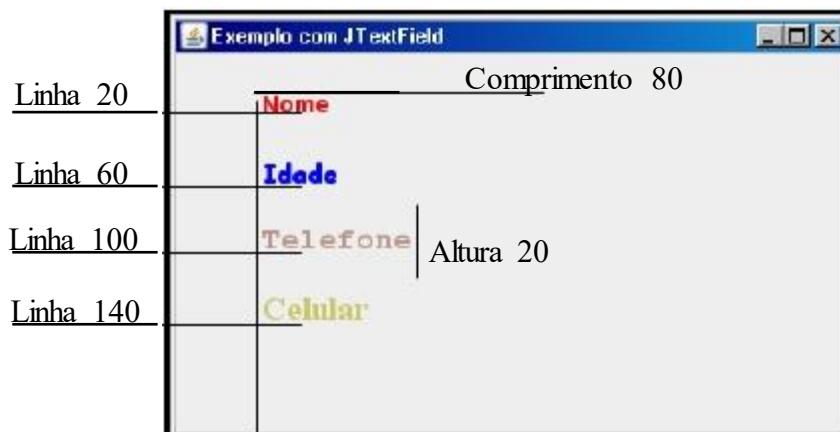 Exemplo com JTextField
Comprimento 80
Linha 20
Nome
Linha 60
Idade
Linha 100
Telefone
Altura 20
Linha 140
Celular